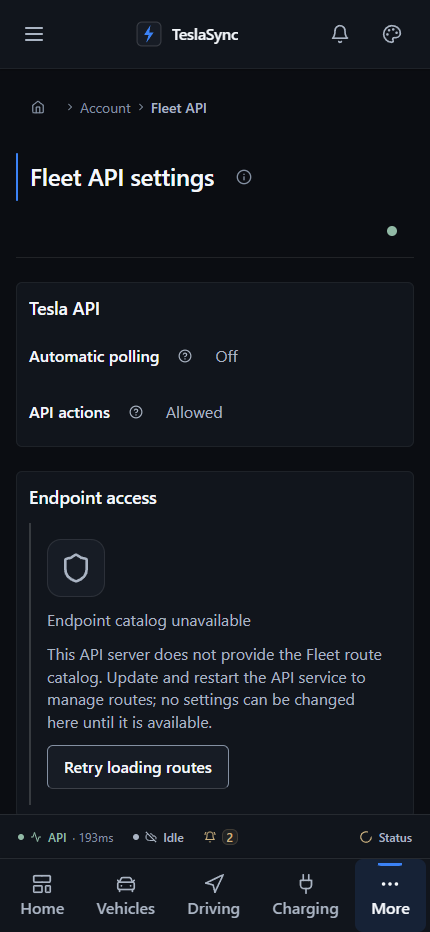 TeslaSync
Account
Fleet API
Fleet API settings
Tesla API
Automatic polling
Off
API actions
Allowed
Endpoint access
Endpoint catalog unavailable
This API server does not provide the Fleet route
catalog. Update and restart the API service to
manage routes; no settings can be changed
here until it is available.
Retry loading routes
API · 193ms
Idle
2
Status
Home
Vehicles
Driving
Charging
More